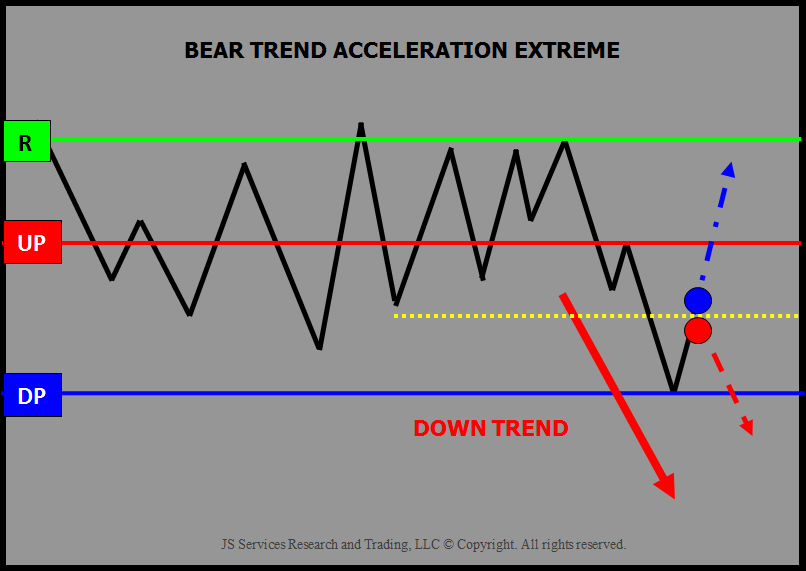 BEAR TREND ACCELERATION EXTREME
R
UP
DP
DOWN TREND
JS Services Research and Trading, LLC © Copyright. All rights reserved.